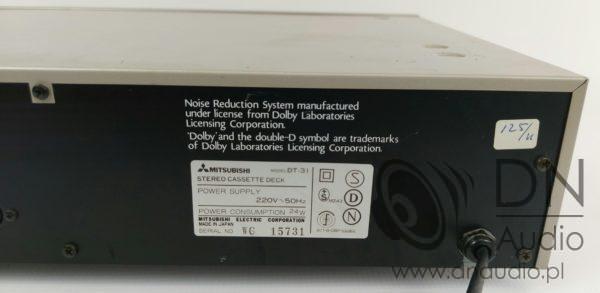 Noise Reduction System manufactured
under license from Dolby Laboratories
Licensing Corporation.
'Dolby' and the double-D symbol are trademarks
of Dolby Laboratories Licensing Corporation.
125/
MITSUBISHI MODEL DT-31
STEREO CASSETTE DECK
POWER SUPPLY
220V~50Hz
POWER CONSUMPTION 24W
MITSUBISHI ELECTRIC CORPORATION
MADE IN JAPAN
SERIAL NO WG 15731
S
D N
DN
Audio
www.dnaudio.pl